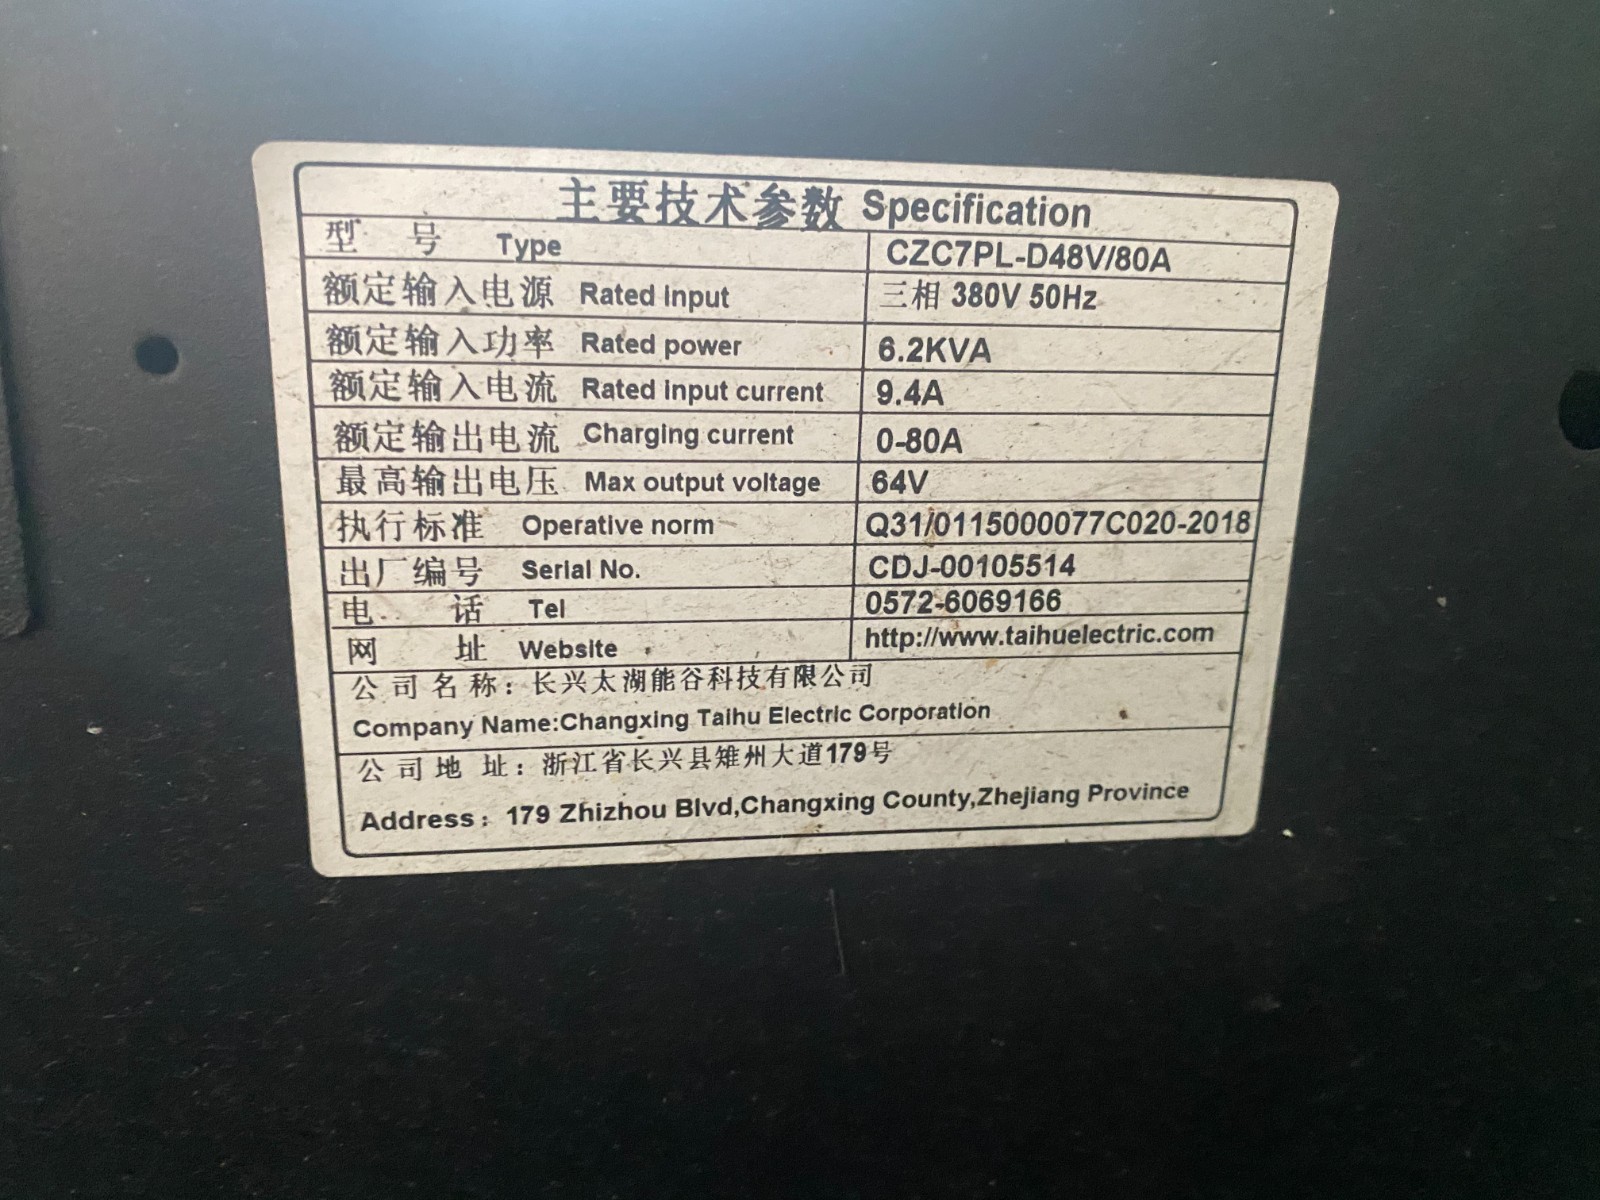 主要技术参数 Specification
型 号 Type CZC7PL-D48V/80A
额定输入电源 Rated Input 三相 380V 50Hz
额定输入功率 Rated power 6.2KVA
额定输入电流 Rated input current 9.4A
额定输出电流 Charging current 0-80A
最高输出电压 Max output voltage 64V
执行标准 Operative norm Q31/0115000077C020-2018
出厂编号 Serial No. CDJ-00105514
电 话 Tel 0572-6069166
网 址 Website http://www.taihuelectric.com
公司名称：长兴太湖能谷科技有限公司
Company Name:Changxing Taihu Electric Corporation
公司地 址：浙江省长兴县雉州大道179号
Address：179 Zhizhou Blvd,Changxing County,Zhejiang Province